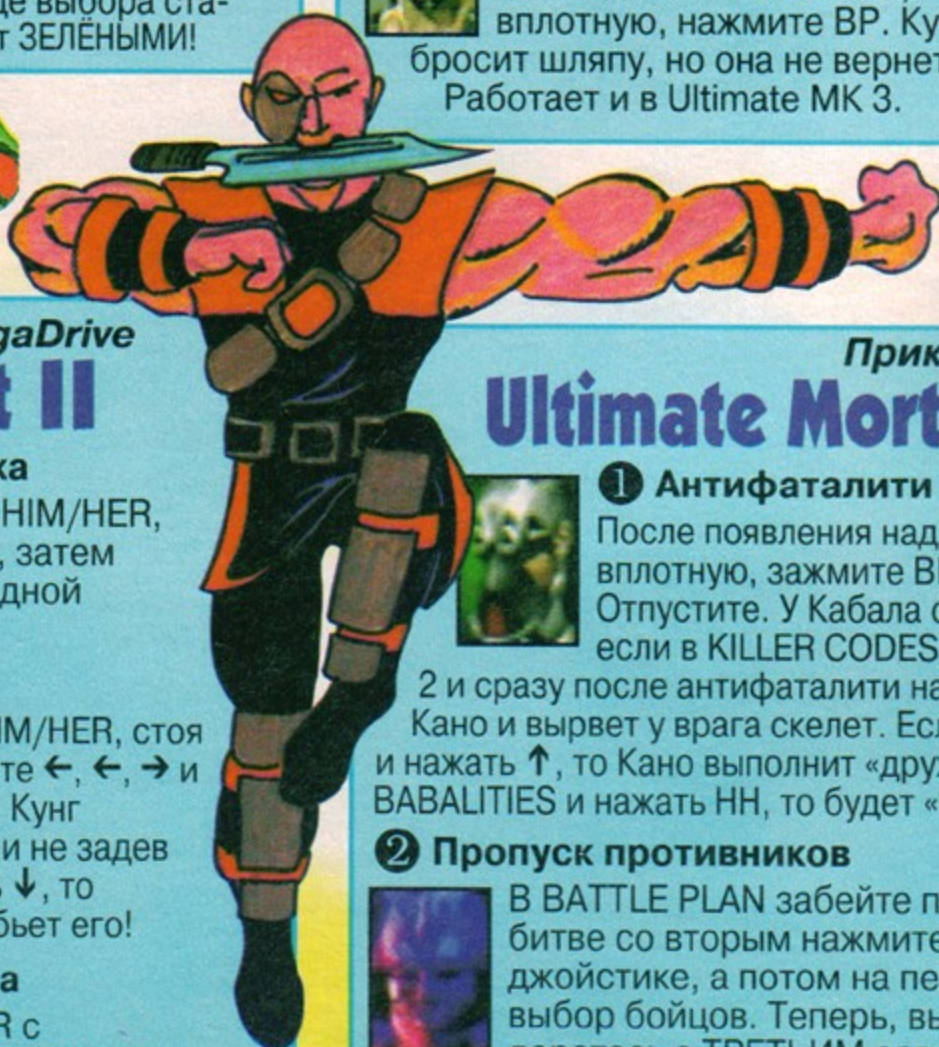 де выбора ста-
т ЗЕЛЁНЫМИ!
вплотную, нажмите ВР. Ку
бросит шляпу, но она не вернет
Работает и в Ultimate MK 3.
gaDrive
t II
ка
HIM/HER,
, затем
дной
IM/HER, стоя
те ←, ←, → и
Кунг
и не задев
ь ↓, то
бьет его!
а
R с
Прик
Ultimate Mort
❶ Антифаталити
После появления над
вплотную, зажмите В
Отпустите. У Кабала
если в KILLER CODES
2 и сразу после антифаталити на
Кано и вырвет у врага скелет. Есл
и нажать ↑, то Кано выполнит «друж
BABALITIES и нажать НН, то будет «
❷ Пропуск противников
В BATTLE PLAN забейте п
битве со вторым нажмите
джойстике, а потом на пе
выбор бойцов. Теперь, вы
ТРЕТЬИМ